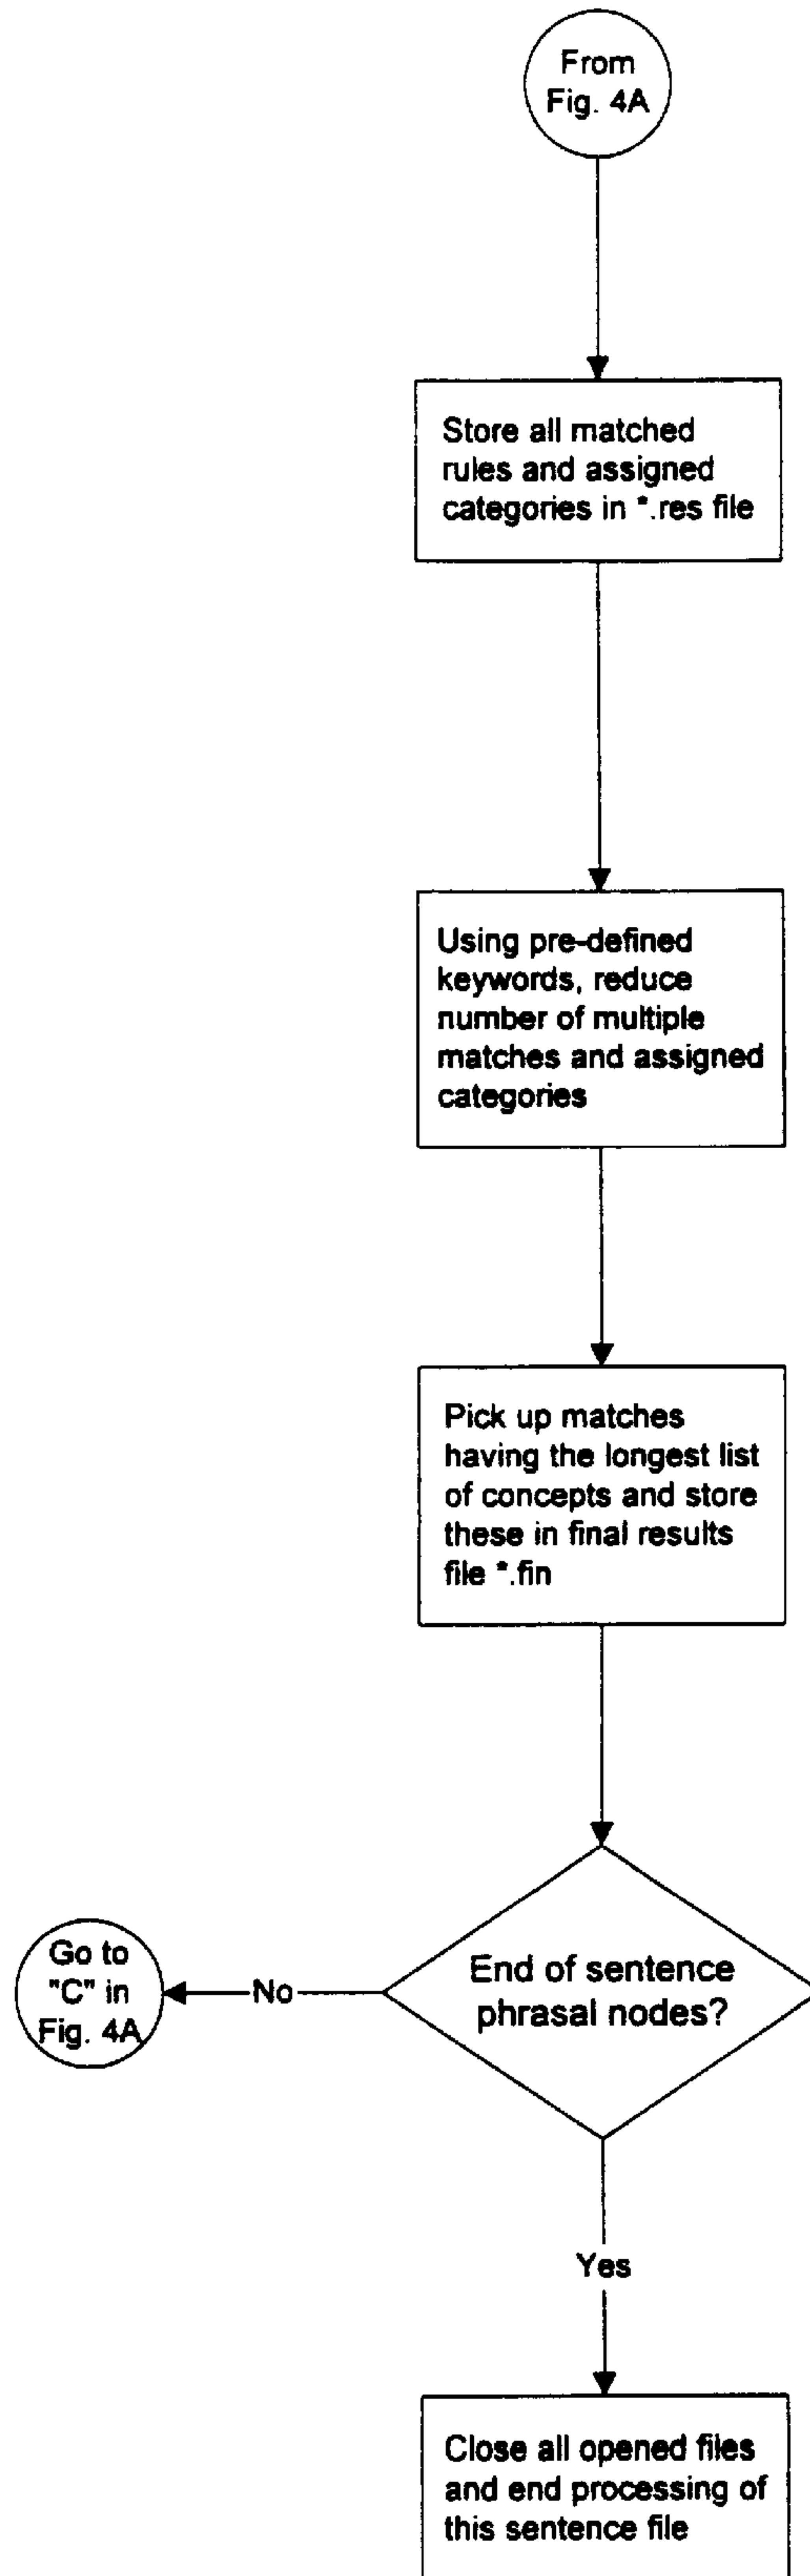 From
Fig. 4A
Store all matched
rules and assigned
categories in *.res file
Using pre-defined
keywords, reduce
number of multiple
matches and assigned
categories
Pick up matches
having the longest list
of concepts and store
these in final results
file *.fin
End of sentence
phrasal nodes?
No
Go to
"C" in
Fig. 4A
Yes
Close all opened files
and end processing of
this sentence file